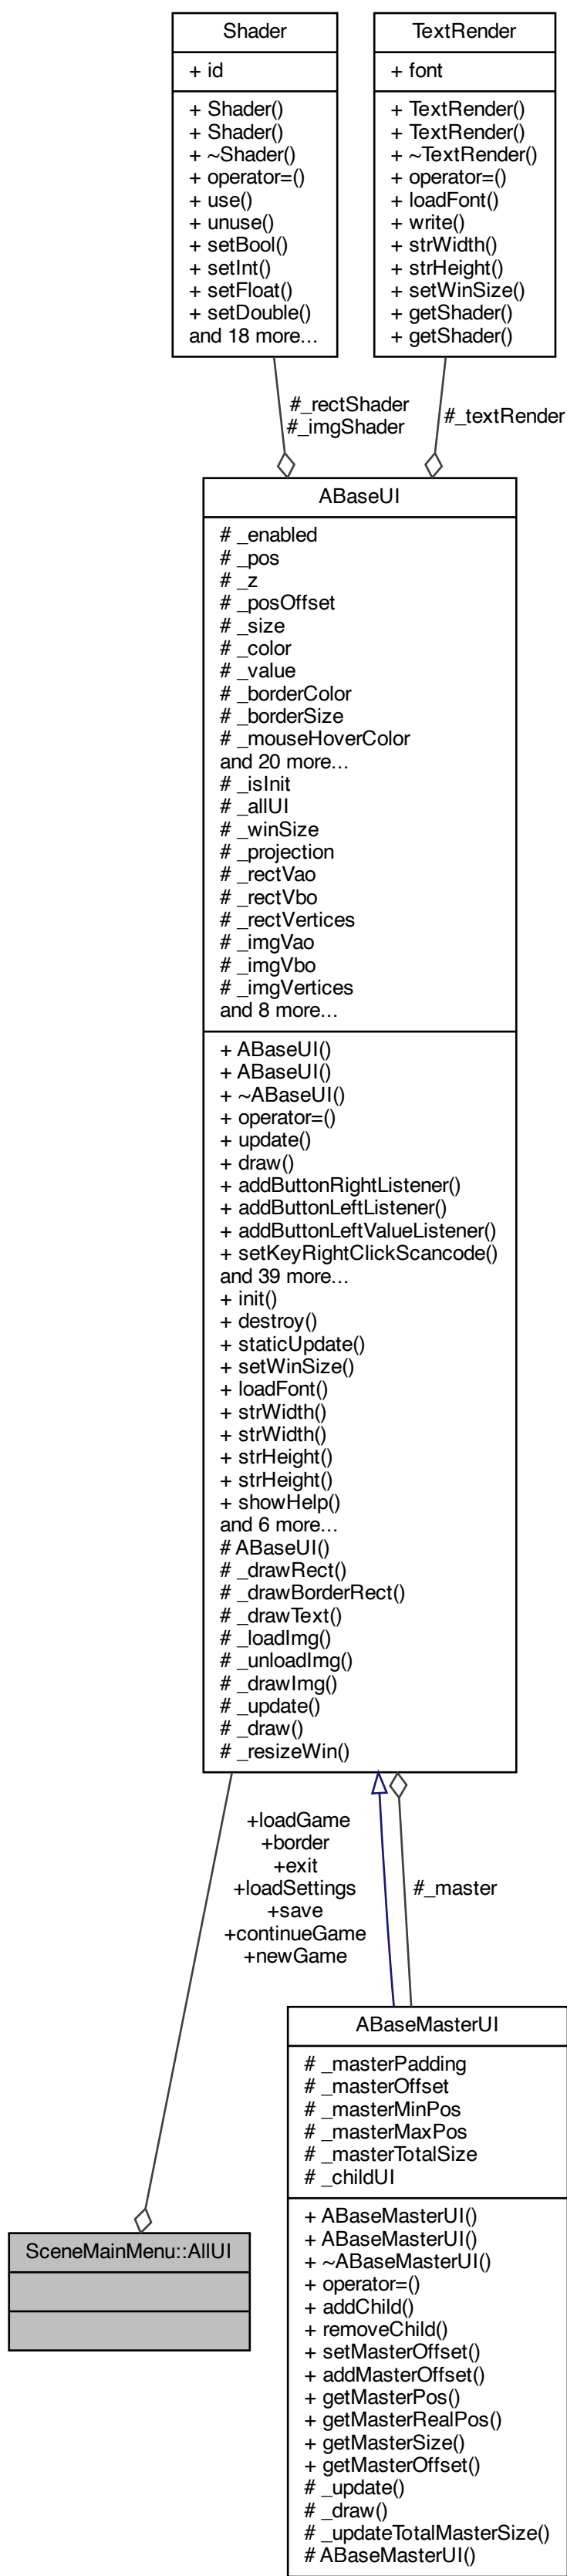 Shader
+ id
+ Shader()
+ Shader()
+ ~Shader()
+ operator=()
+ use()
+ unuse()
+ setBool()
+ setInt()
+ setFloat()
+ setDouble()
and 18 more...
TextRender
+ font
+ TextRender()
+ TextRender()
+ ~TextRender()
+ operator=()
+ loadFont()
+ write()
+ strWidth()
+ strHeight()
+ setWinSize()
+ getShader()
+ getShader()
#_rectShader
#_imgShader
#_textRender
ABaseUI
# _enabled
# _pos
# _z
# _posOffset
# _size
# _color
# _value
# _borderColor
# _borderSize
# _mouseHoverColor
and 20 more...
# _isInit
# _allUI
# _winSize
# _projection
# _rectVao
# _rectVbo
# _rectVertices
# _imgVao
# _imgVbo
# _imgVertices
and 8 more...
+ ABaseUI()
+ ABaseUI()
+ ~ABaseUI()
+ operator=()
+ update()
+ draw()
+ addButtonRightListener()
+ addButtonLeftListener()
+ addButtonLeftValueListener()
+ setKeyRightClickScancode()
and 39 more...
+ init()
+ destroy()
+ staticUpdate()
+ setWinSize()
+ loadFont()
+ strWidth()
+ strWidth()
+ strHeight()
+ strHeight()
+ showHelp()
and 6 more...
# ABaseUI()
# _drawRect()
# _drawBorderRect()
# _drawText()
# _loadImg()
# _unloadImg()
# _drawImg()
# _update()
# _draw()
# _resizeWin()
+loadGame
+border
+exit
+loadSettings
+save
+continueGame
+newGame
#_master
SceneMainMenu::AllUI
ABaseMasterUI
# _masterPadding
# _masterOffset
# _masterMinPos
# _masterMaxPos
# _masterTotalSize
# _childUI
+ ABaseMasterUI()
+ ABaseMasterUI()
+ ~ABaseMasterUI()
+ operator=()
+ addChild()
+ removeChild()
+ setMasterOffset()
+ addMasterOffset()
+ getMasterPos()
+ getMasterRealPos()
+ getMasterSize()
+ getMasterOffset()
# _update()
# _draw()
# _updateTotalMasterSize()
# ABaseMasterUI()